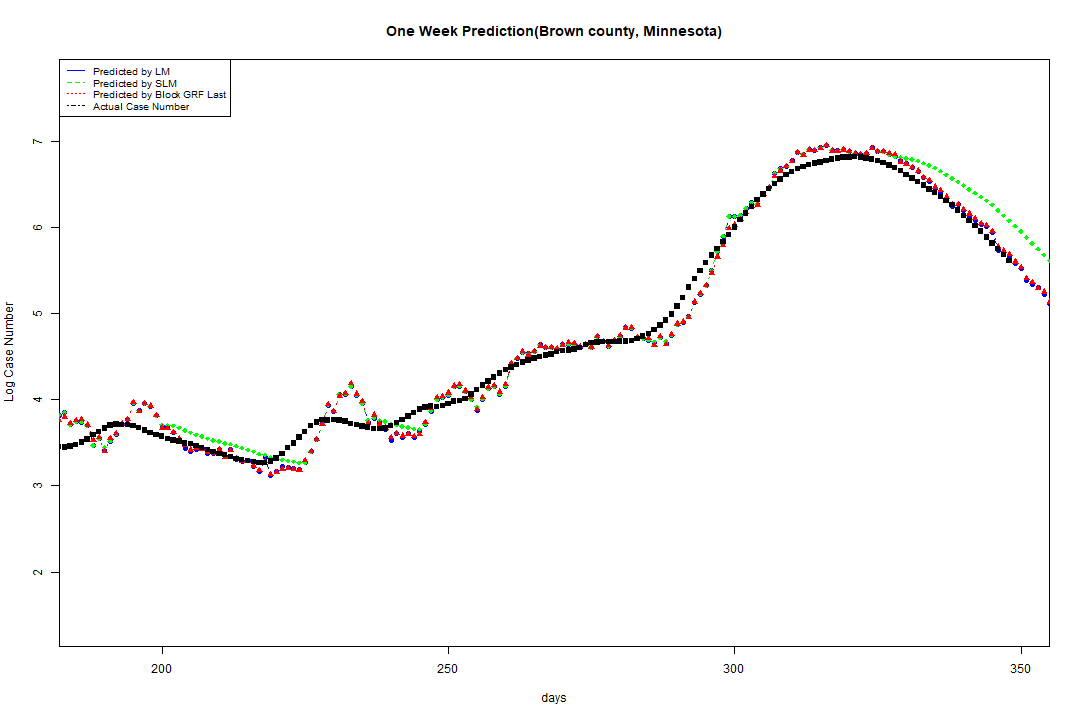 One Week Prediction(Brown county, Minnesota)
Predicted by LM
Predicted by SLM
Predicted by Block GRF Last
Actual Case Number
7
6
5
4
3
2
Log Case Number
200 250 300 350
days